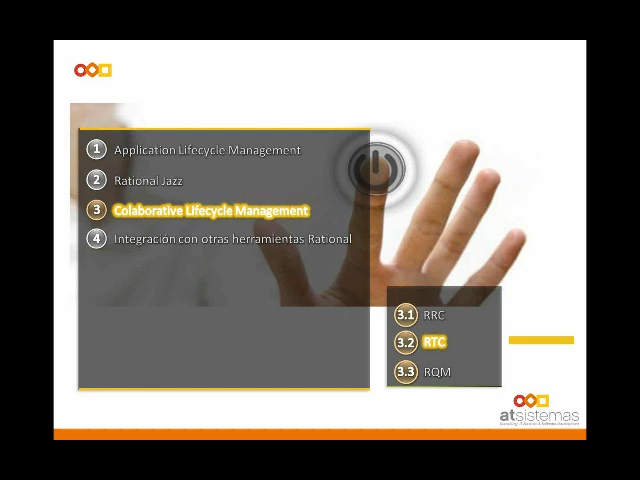 1 Application Lifecycle Management
2 Rational Jazz
3 Colaborative Lifecycle Management
4 Integración con otras herramientas Rational
3.1 RRC
3.2 RTC
3.3 RQM
atsistemas